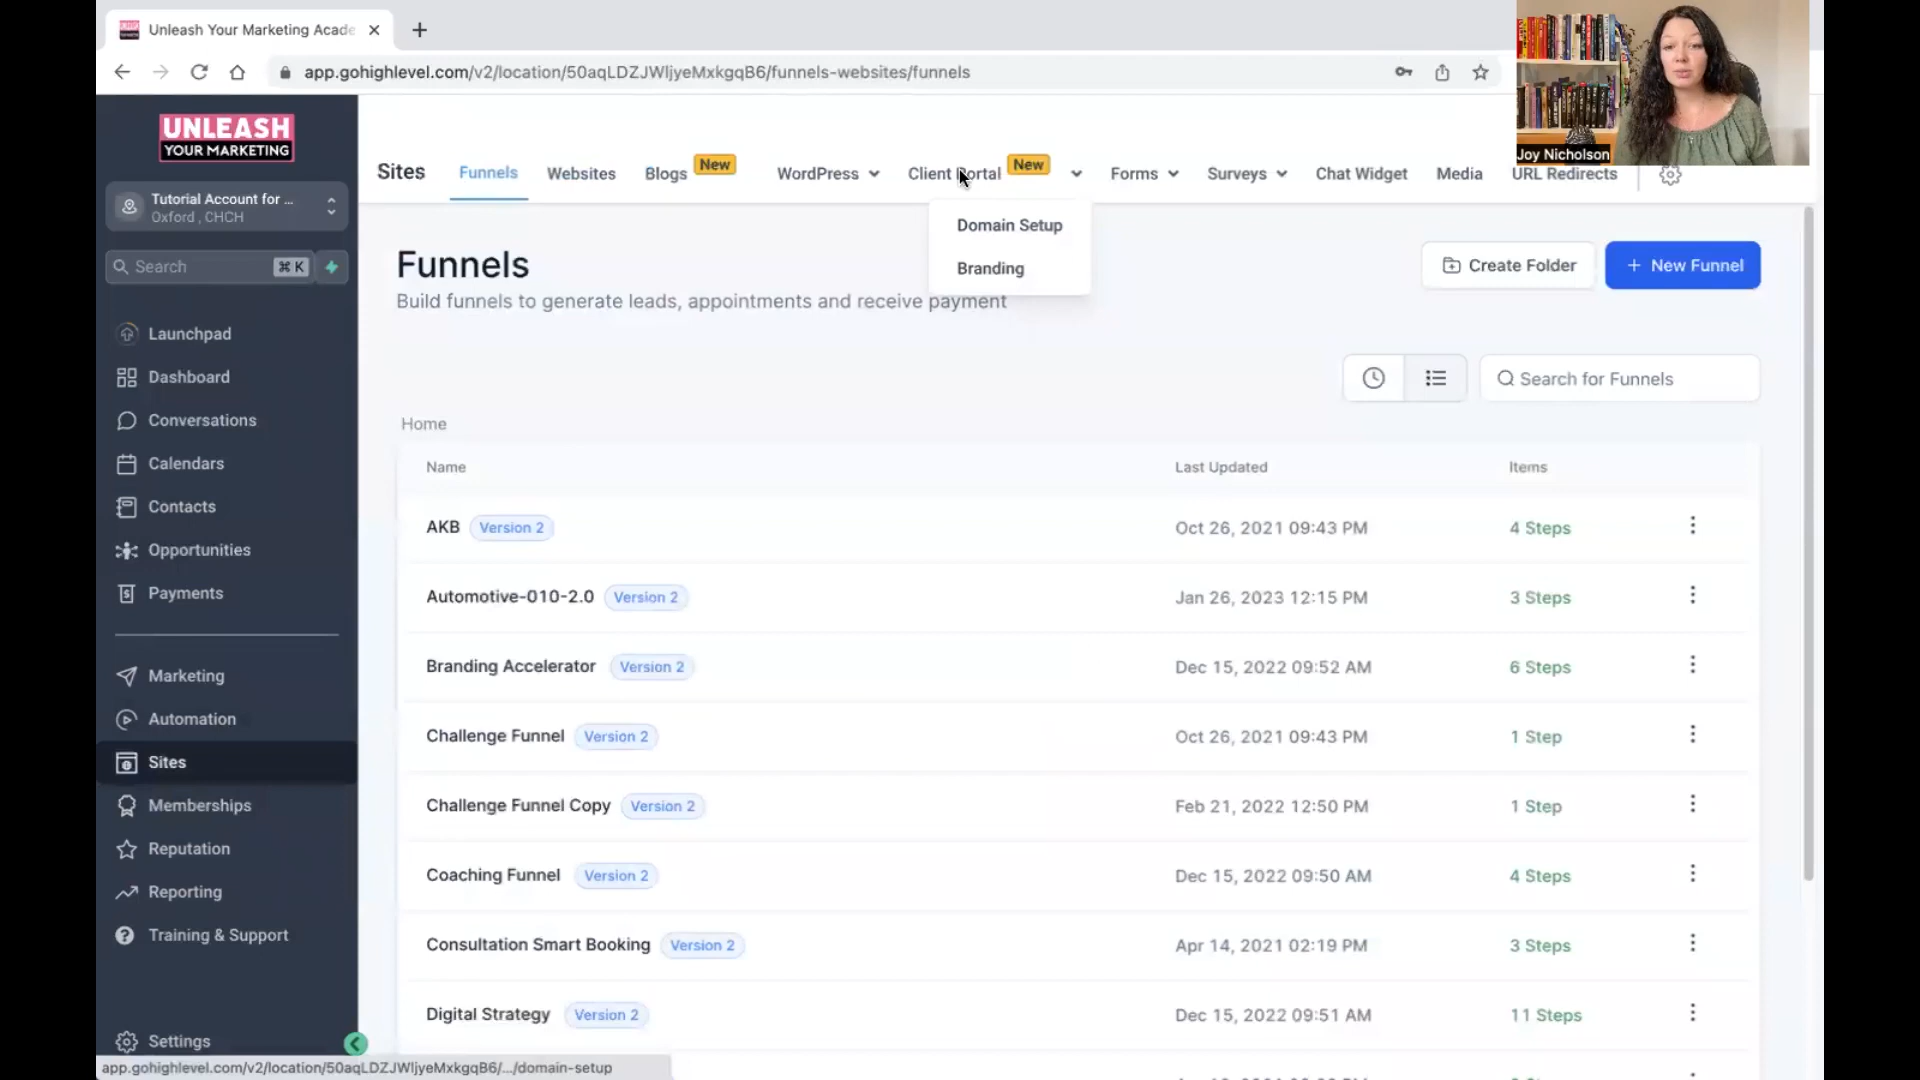 Unleash Your Marketing Acade
app.gohighlevel.com/v2/location/50aqLDZJWljyeMxkgqB6/funnels-websites/funnels
Joy Nicholson
UNLEASH
YOUR MARKETING
Tutorial Account for ...
Oxford , CHCH
Search ⌘ K
Launchpad
Dashboard
Conversations
Calendars
Contacts
Opportunities
Payments
Marketing
Automation
Sites
Memberships
Reputation
Reporting
Training & Support
Settings
Sites Funnels Websites Blogs New WordPress Client Portal New Forms Surveys Chat Widget Media URL Redirects
Domain Setup
Branding
Funnels
Build funnels to generate leads, appointments and receive payment
Create Folder
+ New Funnel
Search for Funnels
Home
Name Last Updated Items
AKB Version 2 Oct 26, 2021 09:43 PM 4 Steps
Automotive-010-2.0 Version 2 Jan 26, 2023 12:15 PM 3 Steps
Branding Accelerator Version 2 Dec 15, 2022 09:52 AM 6 Steps
Challenge Funnel Version 2 Oct 26, 2021 09:43 PM 1 Step
Challenge Funnel Copy Version 2 Feb 21, 2022 12:50 PM 1 Step
Coaching Funnel Version 2 Dec 15, 2022 09:50 AM 4 Steps
Consultation Smart Booking Version 2 Apr 14, 2021 02:19 PM 3 Steps
Digital Strategy Version 2 Dec 15, 2022 09:51 AM 11 Steps
app.gohighlevel.com/v2/location/50aqLDZJWljyeMxkgqB6/.../domain-setup